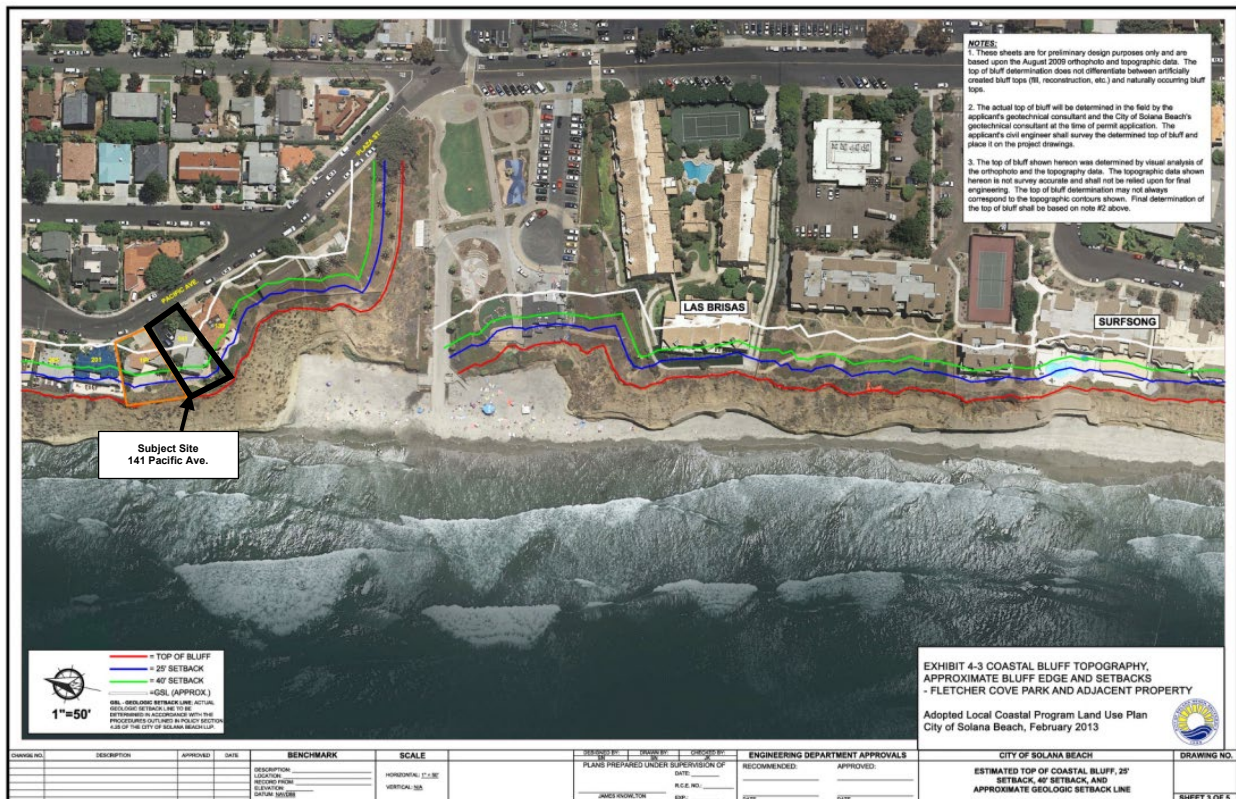 NOTES:
1. These sheets are for preliminary design purposes only and are
based upon the August 2009 orthophoto and topographic data. The
top of bluff determination does not differentiate between artificially
created bluff tops (fill, reconstruction, etc.) and naturally occurring bluff
tops.
2. The actual top of bluff will be determined in the field by the
applicant's geotechnical consultant and the City of Solana Beach's
geotechnical consultant at the time of permit application. The
applicant's civil engineer shall survey the determined top of bluff and
place it on the project drawings.
3. The top of bluff shown hereon was determined by visual analysis of
the orthophoto and the topography data. The topographic data shown
hereon is not survey accurate and shall not be relied upon for final
engineering. The top of bluff determination may not always
correspond to the topographic contours shown. Final determination of
the top of bluff shall be based on note #2 above.
PLAZA ST.
PACIFIC AVE.
LAS BRISAS
SURFSONG
201
Subject Site
141 Pacific Ave.
= TOP OF BLUFF
= 25' SETBACK
= 40' SETBACK
=GSL (APPROX.)
GSL - GEOLOGIC SETBACK LINE: ACTUAL
GEOLOGIC SETBACK LINE TO BE
DETERMINED IN ACCORDANCE WITH THE
PROCEDURES OUTLINED IN POLICY SECTION
4.25 OF THE CITY OF SOLANA BEACH LUP.
1"=50'
EXHIBIT 4-3 COASTAL BLUFF TOPOGRAPHY,
APPROXIMATE BLUFF EDGE AND SETBACKS
- FLETCHER COVE PARK AND ADJACENT PROPERTY
Adopted Local Coastal Program Land Use Plan
City of Solana Beach, February 2013
CHANGE NO. DESCRIPTION APPROVED DATE
BENCHMARK
DESCRIPTION:
LOCATION:
RECORD FROM:
ELEVATION:
DATUM: NAVD88
SCALE
HORIZONTAL: 1" = 50'
VERTICAL: N/A
DESIGNED BY: DRAWN BY: CHECKED BY:
PLANS PREPARED UNDER SUPERVISION OF
DATE:
R.C.E. NO.:
JAMES KNOWLTON EXP.:
ENGINEERING DEPARTMENT APPROVALS
RECOMMENDED: APPROVED:
DATE DATE
CITY OF SOLANA BEACH
ESTIMATED TOP OF COASTAL BLUFF, 25'
SETBACK, 40' SETBACK, AND
APPROXIMATE GEOLOGIC SETBACK LINE
DRAWING NO.
SHEET 3 OF 5